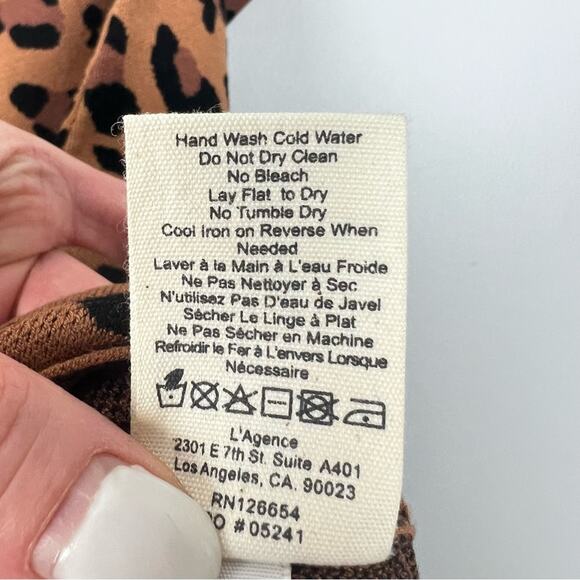 Hand Wash Cold Water
Do Not Dry Clean
No Bleach
Lay Flat to Dry
No Tumble Dry
Cool Iron on Reverse When
Needed
Laver à la Main à L'eau Froide
Ne Pas Nettoyer à Sec
N'utilisez Pas D'eau de Javel
Sécher Le Linge à Plat
Ne Pas Sécher en Machine
Refroidir le Fer à L'envers Lorsque
Nécessaire
L'Agence
2301 E 7th St. Suite A401
Los Angeles, CA. 90023
RN126654
#05241